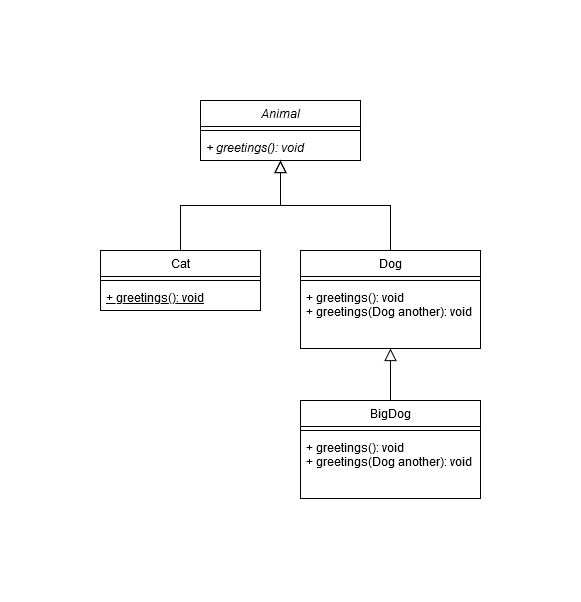 Animal
+ greetings(): void
Cat
+ greetings(): void
Dog
+ greetings(): void
+ greetings(Dog another): void
BigDog
+ greetings(): void
+ greetings(Dog another): void